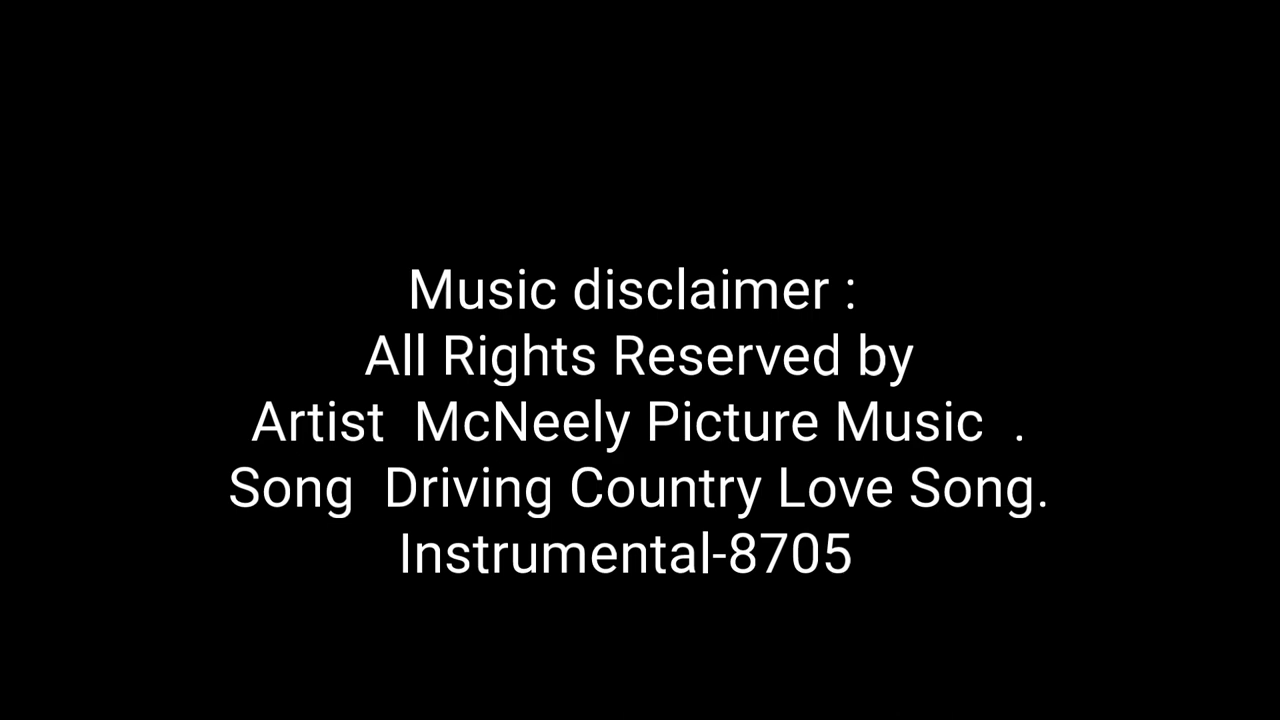 Music disclaimer :
All Rights Reserved by
Artist  McNeely Picture Music  .
Song  Driving Country Love Song.
Instrumental-8705